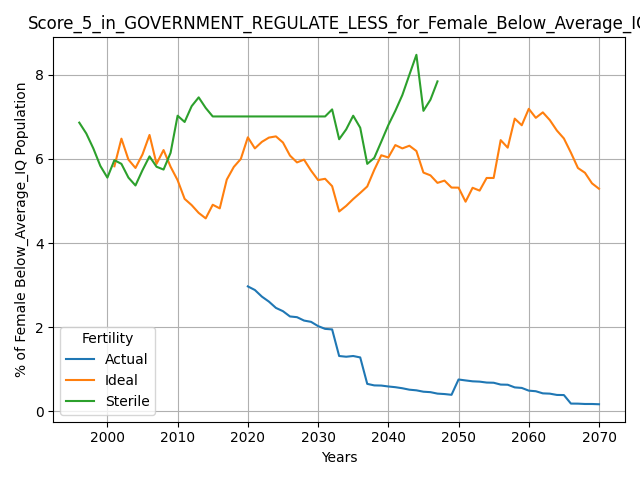 Score_5_in_GOVERNMENT_REGULATE_LESS_for_Female_Below_Average_IQ
% of Female Below_Average_IQ Population
8
6
4
2
0
Fertility
Actual
Ideal
Sterile
2000 2010 2020 2030 2040 2050 2060 2070
Years